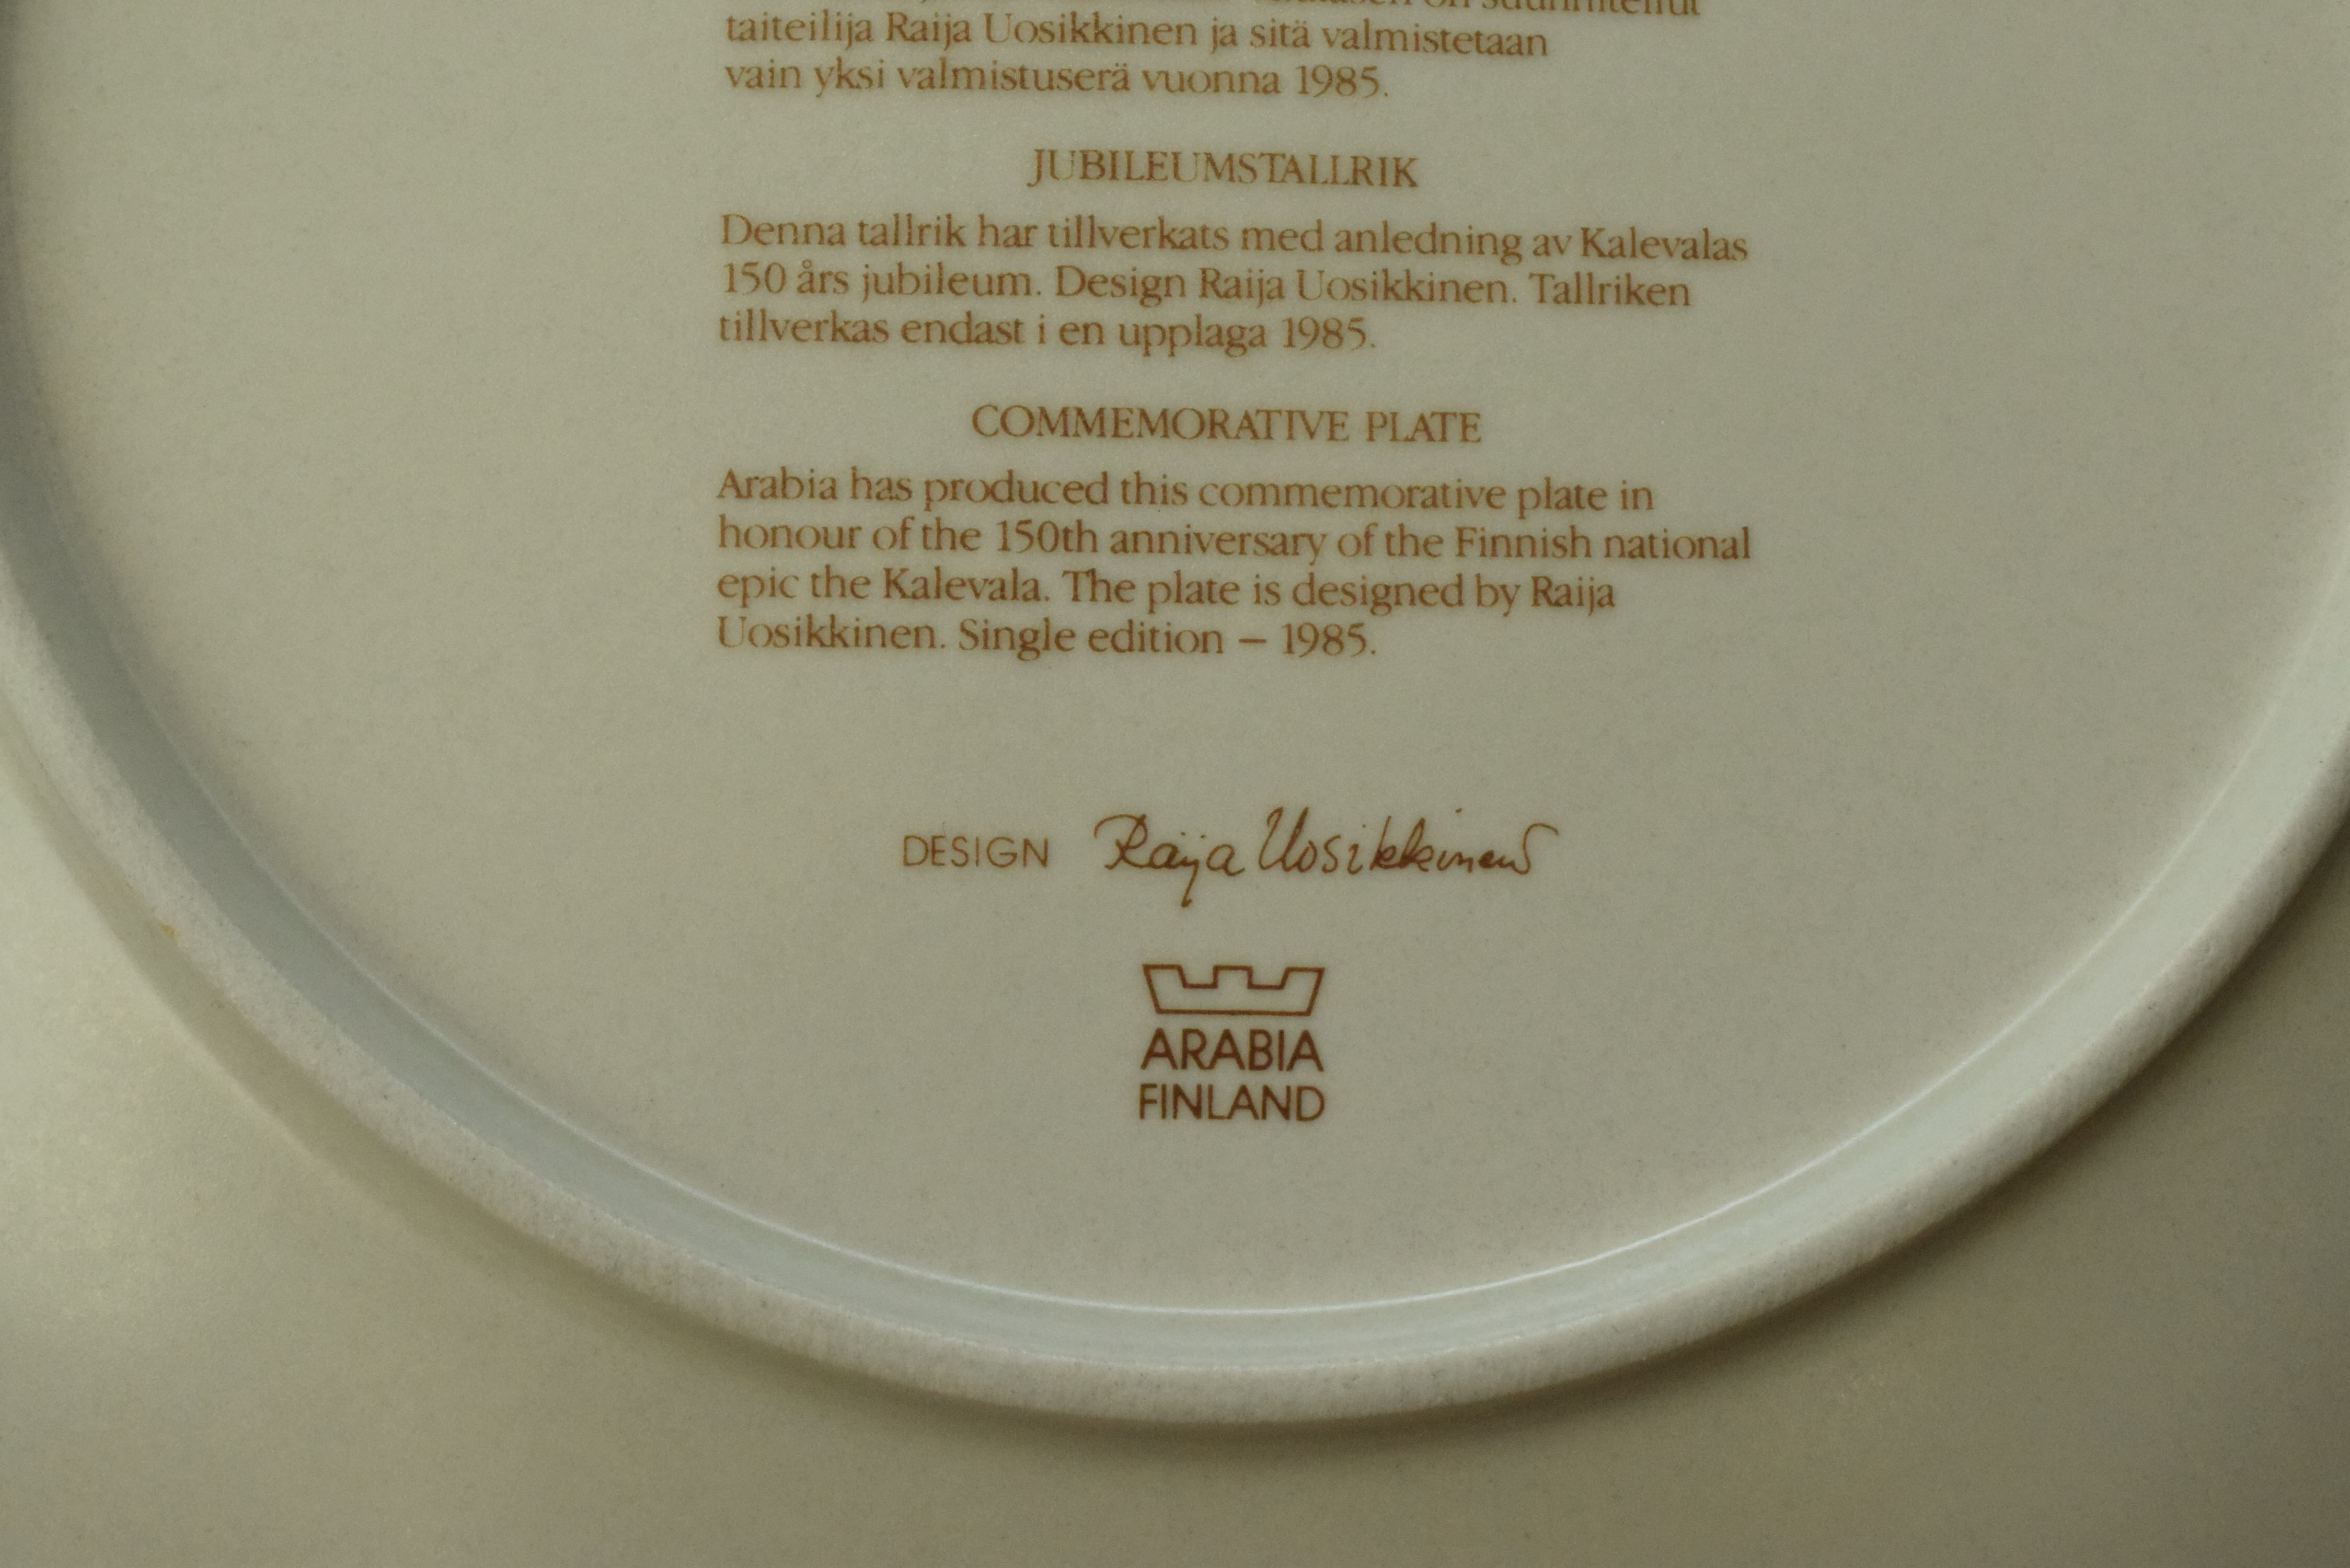 on suunnitellut
taiteilija Raija Uosikkinen ja sitä valmistetaan
vain yksi valmistuserä vuonna 1985.
JUBILEUMSTALLRIK
Denna tallrik har tillverkats med anledning av Kalevalas
150 års jubileum. Design Raija Uosikkinen. Tallriken
tillverkas endast i en upplaga 1985.
COMMEMORATIVE PLATE
Arabia has produced this commemorative plate in
honour of the 150th anniversary of the Finnish national
epic the Kalevala. The plate is designed by Raija
Uosikkinen. Single edition – 1985.
DESIGN Raija Uosikkinen
ARABIA
FINLAND